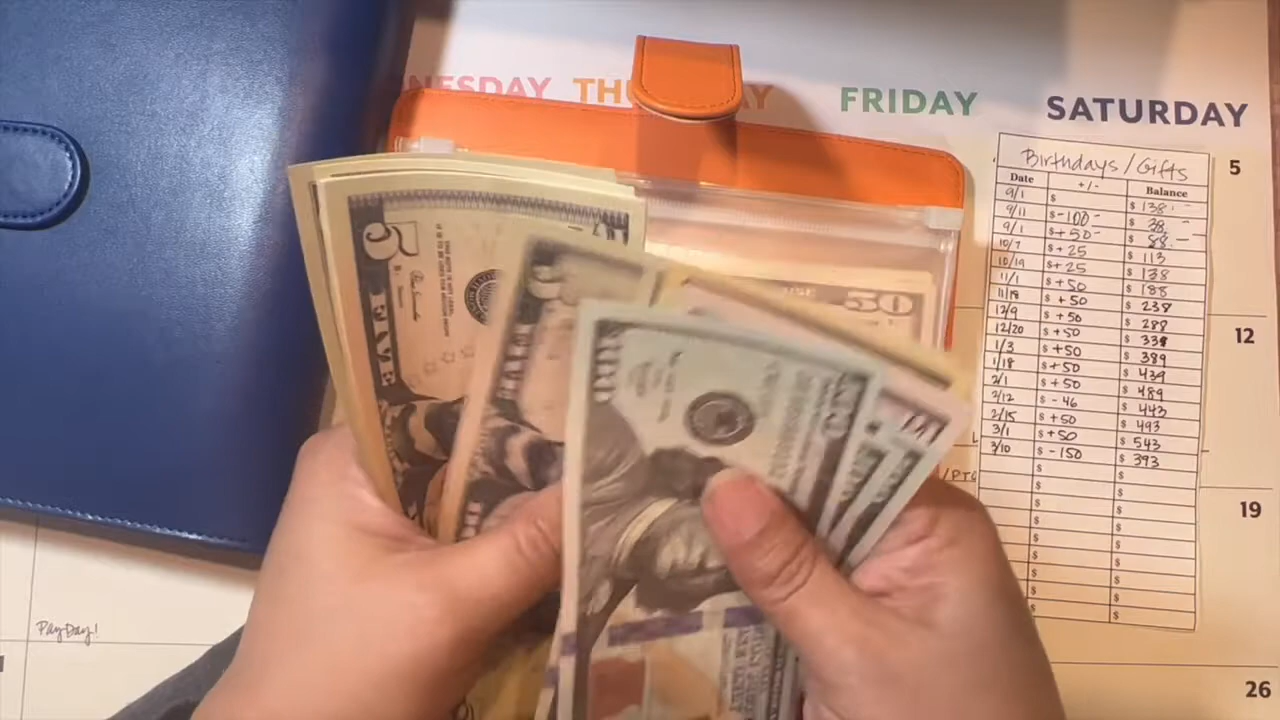 FRIDAY
SATURDAY
5
Birthdays/Gifts
Date +/- Balance
9/1 $ $ 138.-
9/11 $ -100- $ 38.-
9/1 $ +50- $ 88.-
10/7 $ +25 $ 113
10/19 $ +25 $ 138
11/1 $ +50 $ 188
11/18 $ +50 $ 238
12/9 $ +50 $ 288
12/20 $ +50 $ 338
1/3 $ +50 $ 389
1/18 $ +50 $ 439
2/1 $ +50 $ 489
2/12 $ -46 $ 443
2/15 $ +50 $ 493
3/1 $ +50 $ 543
3/10 $ -150 $ 393
12
19
26
PayDay!
5
FIVE
50